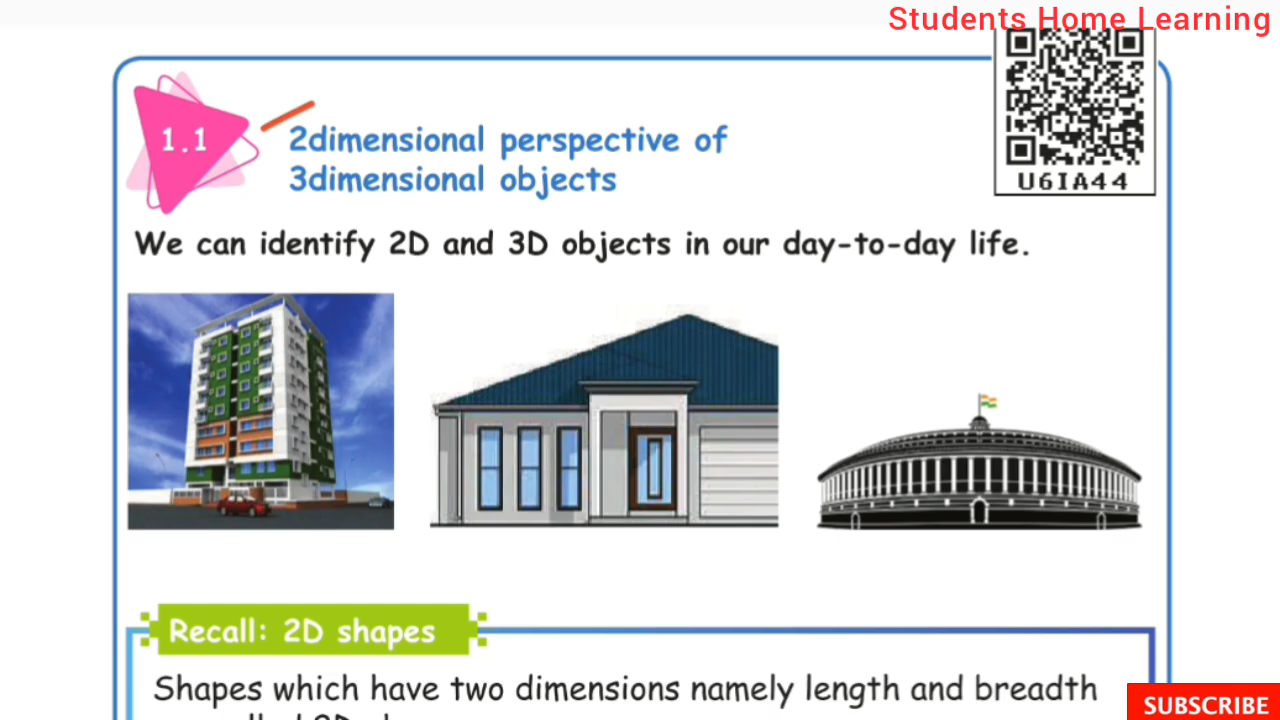 Students Home Learning
1.1
2dimensional perspective of
3dimensional objects
U6IA44
We can identify 2D and 3D objects in our day-to-day life.
Recall: 2D shapes
Shapes which have two dimensions namely length and breadth
SUBSCRIBE